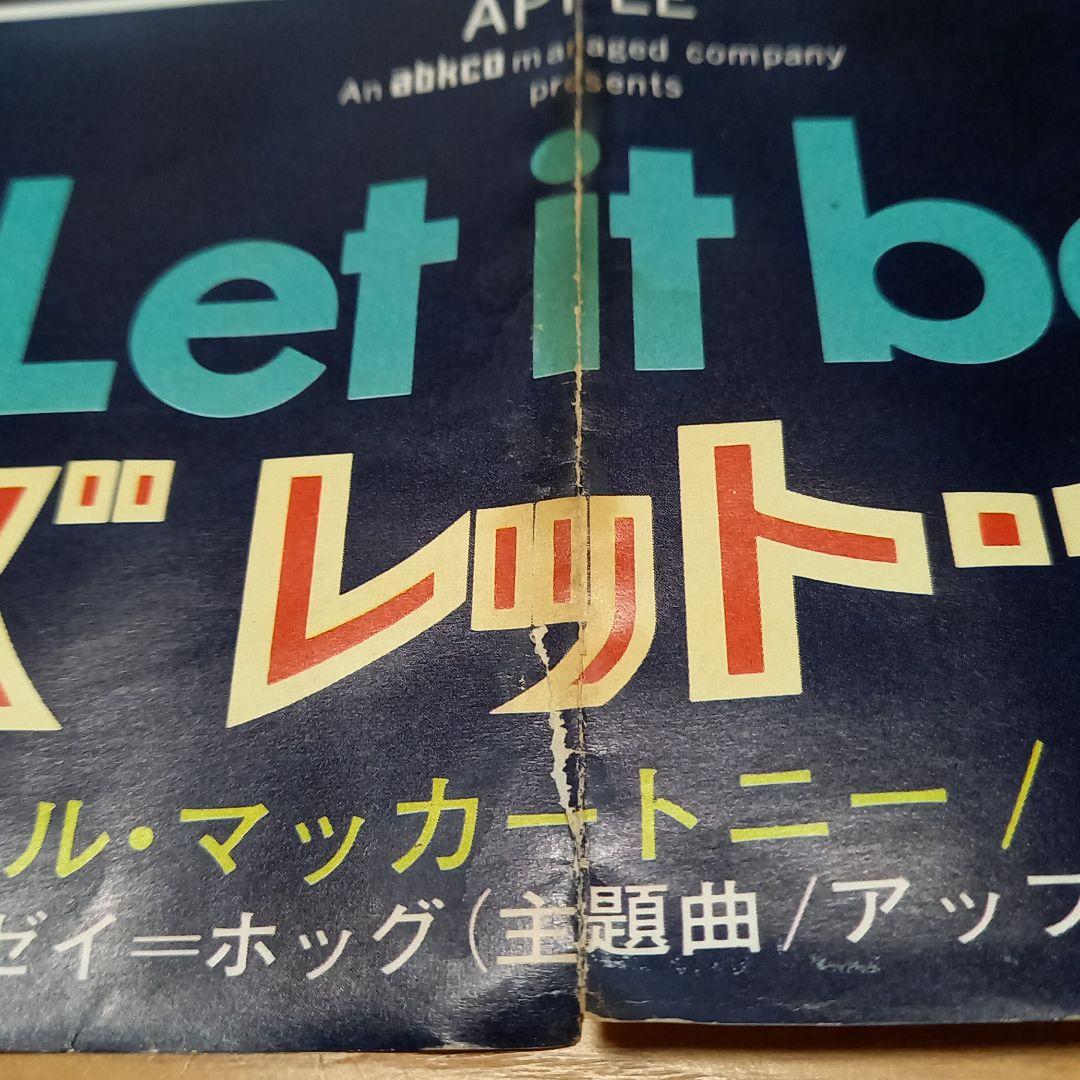 APPLE
An abkco managed company
presents
Let it be
ズ レット・
ル・マッカートニー /
ゼイ=ホッグ (主題曲/アップ